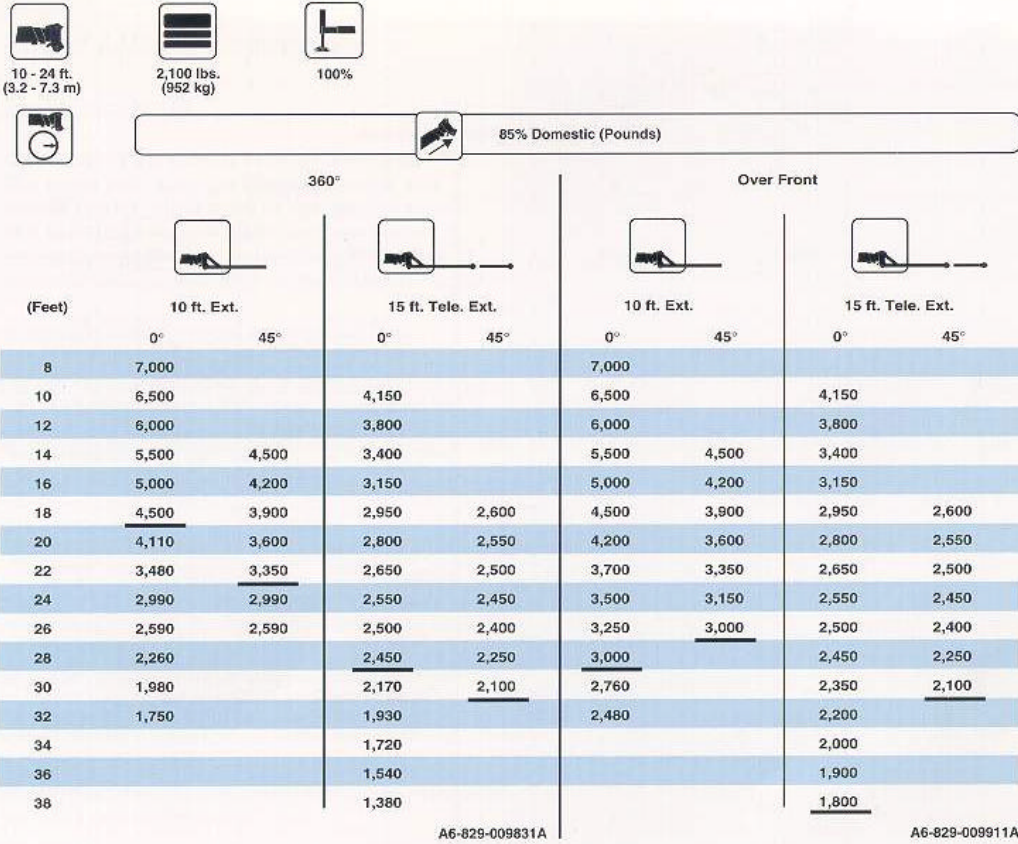 10 - 24 ft. 2,100 lbs. 100%
(3.2 - 7.3 m) (952 kg)
85% Domestic (Pounds)
360° Over Front
(Feet) 10 ft. Ext. 15 ft. Tele. Ext. 10 ft. Ext. 15 ft. Tele. Ext.
0° 45° 0° 45° 0° 45° 0° 45°
8 7,000 7,000
10 6,500 4,150 6,500 4,150
12 6,000 3,800 6,000 3,800
14 5,500 4,500 3,400 5,500 4,500 3,400
16 5,000 4,200 3,150 5,000 4,200 3,150
18 4,500 3,900 2,950 2,600 4,500 3,900 2,950 2,600
20 4,110 3,600 2,800 2,550 4,200 3,600 2,800 2,550
22 3,480 3,350 2,650 2,500 3,700 3,350 2,650 2,500
24 2,990 2,990 2,550 2,450 3,500 3,150 2,550 2,450
26 2,590 2,590 2,500 2,400 3,250 3,000 2,500 2,400
28 2,260 2,450 2,250 3,000 2,450 2,250
30 1,980 2,170 2,100 2,760 2,350 2,100
32 1,750 1,930 2,480 2,200
34 1,720 2,000
36 1,540 1,900
38 1,380 1,800
A6-829-009831A A6-829-009911A